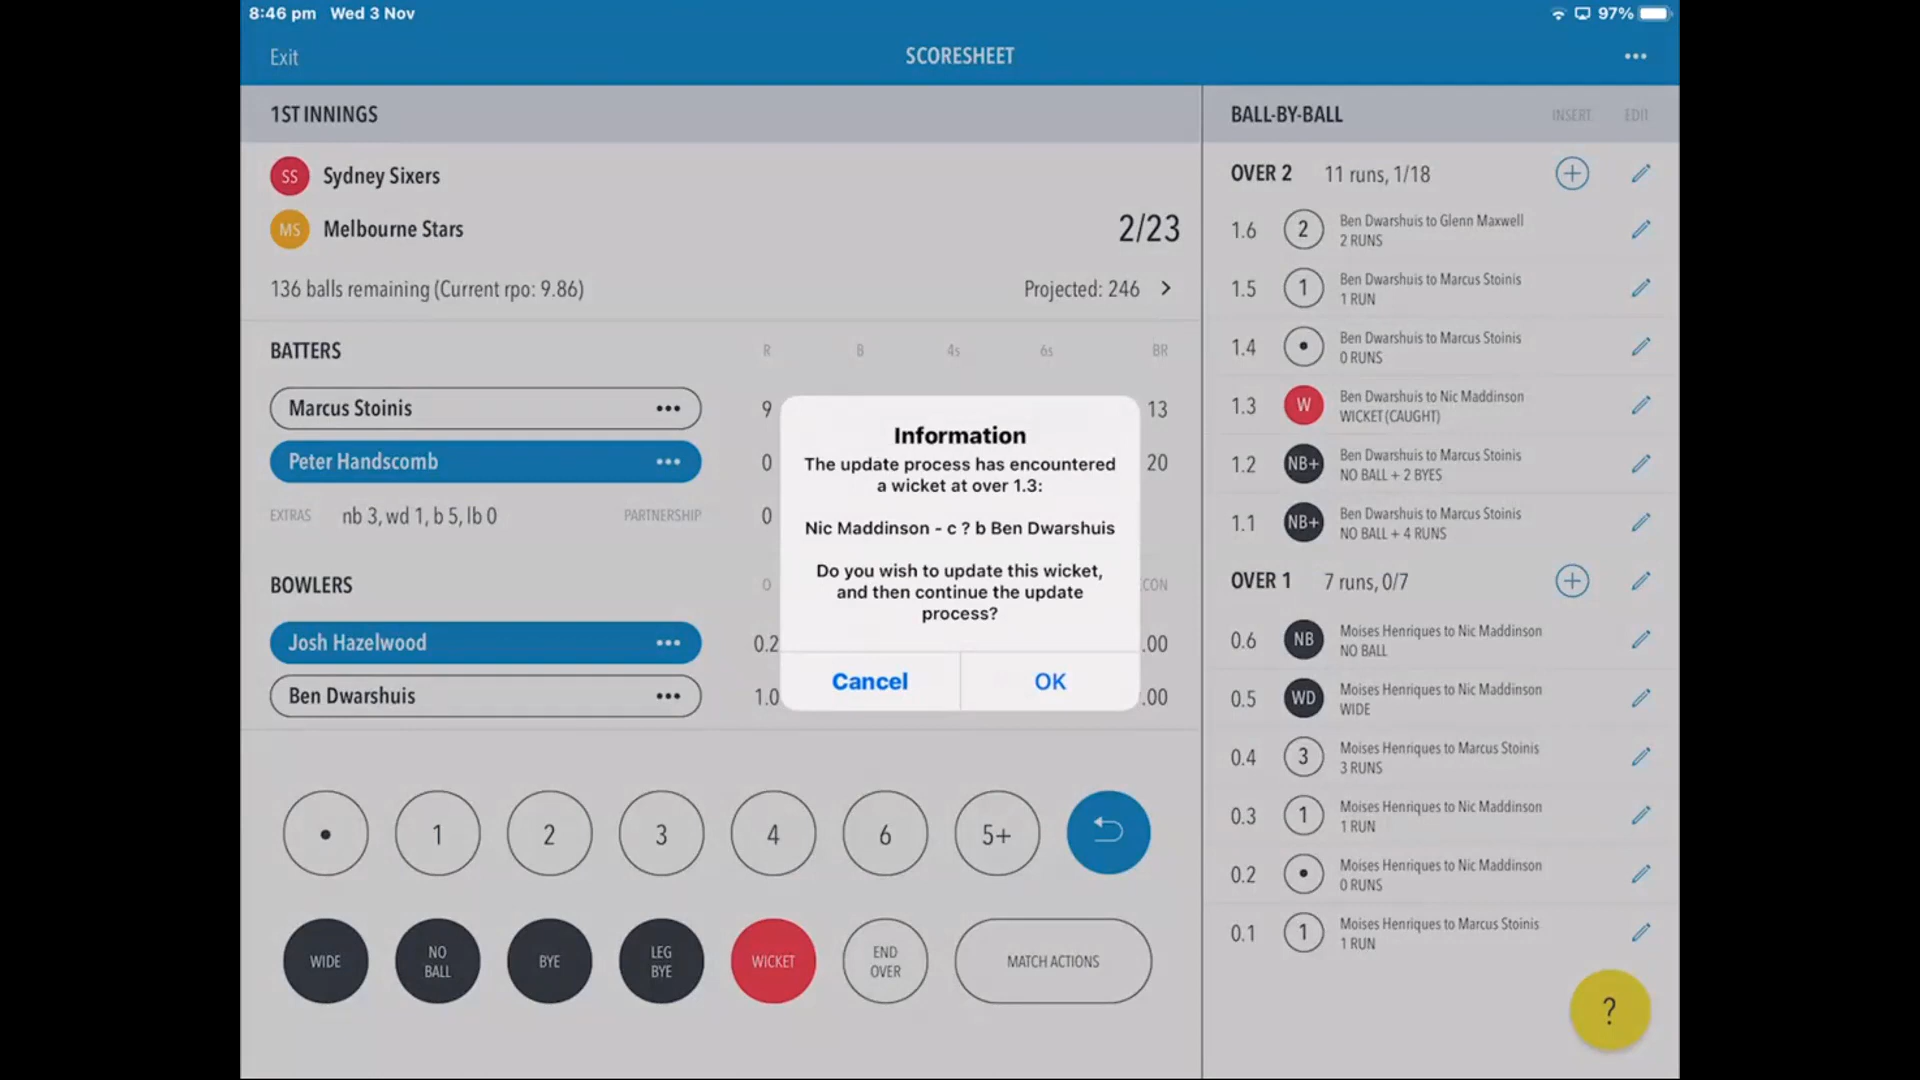 8:46 pm Wed 3 Nov
97%
Exit
SCORESHEET
•••
1ST INNINGS
SS Sydney Sixers
MS Melbourne Stars
2/23
136 balls remaining (Current rpo: 9.86)
Projected: 246 >
BATTERS R B 4s 6s BR
Marcus Stoinis ••• 9 13
Peter Handscomb ••• 0 20
EXTRAS nb 3, wd 1, b 5, lb 0 PARTNERSHIP 0
BOWLERS O CON
Josh Hazelwood ••• 0.2 .00
Ben Dwarshuis ••• 1.0 .00
Information
The update process has encountered
a wicket at over 1.3:
Nic Maddinson - c ? b Ben Dwarshuis
Do you wish to update this wicket,
and then continue the update
process?
Cancel OK
• 1 2 3 4 6 5+
WIDE
NO
BALL
BYE
LEG
BYE
WICKET
END
OVER
MATCH ACTIONS
BALL-BY-BALL INSERT EDIT
OVER 2 11 runs, 1/18
1.6 2 Ben Dwarshuis to Glenn Maxwell
2 RUNS
1.5 1 Ben Dwarshuis to Marcus Stoinis
1 RUN
1.4 • Ben Dwarshuis to Marcus Stoinis
0 RUNS
1.3 W Ben Dwarshuis to Nic Maddinson
WICKET (CAUGHT)
1.2 NB+ Ben Dwarshuis to Marcus Stoinis
NO BALL + 2 BYES
1.1 NB+ Ben Dwarshuis to Marcus Stoinis
NO BALL + 4 RUNS
OVER 1 7 runs, 0/7
0.6 NB Moises Henriques to Nic Maddinson
NO BALL
0.5 WD Moises Henriques to Nic Maddinson
WIDE
0.4 3 Moises Henriques to Marcus Stoinis
3 RUNS
0.3 1 Moises Henriques to Nic Maddinson
1 RUN
0.2 • Moises Henriques to Nic Maddinson
0 RUNS
0.1 1 Moises Henriques to Marcus Stoinis
1 RUN
?